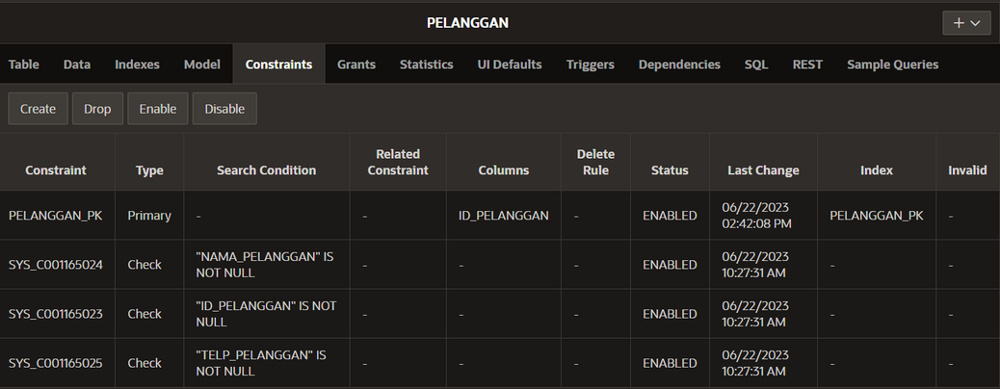 PELANGGAN
+
Table Data Indexes Model Constraints Grants Statistics UI Defaults Triggers Dependencies SQL REST Sample Queries
Create Drop Enable Disable
Constraint Type Search Condition Related Constraint Columns Delete Rule Status Last Change Index Invalid
PELANGGAN_PK Primary - - ID_PELANGGAN - ENABLED 06/22/2023 02:42:08 PM PELANGGAN_PK -
SYS_C001165024 Check "NAMA_PELANGGAN" IS NOT NULL - - - ENABLED 06/22/2023 10:27:31 AM - -
SYS_C001165023 Check "ID_PELANGGAN" IS NOT NULL - - - ENABLED 06/22/2023 10:27:31 AM - -
SYS_C001165025 Check "TELP_PELANGGAN" IS NOT NULL - - - ENABLED 06/22/2023 10:27:31 AM - -